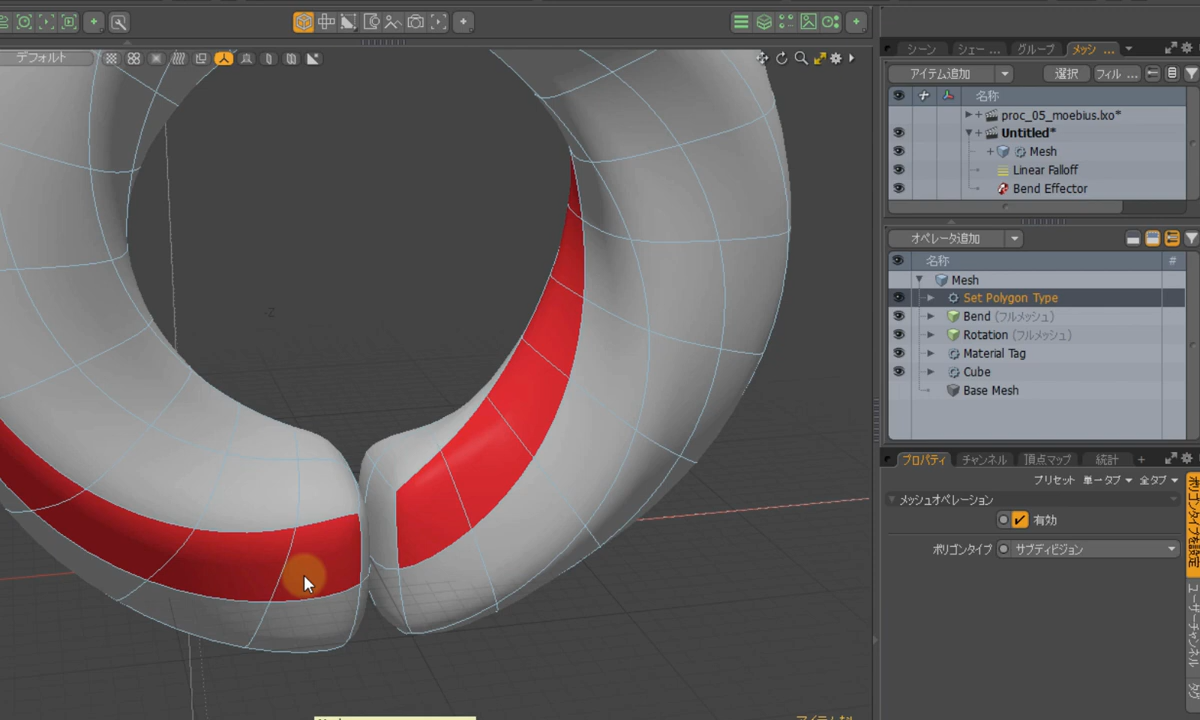 デフォルト
-Z
シーン
シェー ...
グループ
メッシ ...
アイテム追加
選択
フィル ...
名称
proc_05_moebius.lxo*
Untitled*
Mesh
Linear Falloff
Bend Effector
オペレータ追加
名称
#
Mesh
Set Polygon Type
Bend (フルメッシュ)
Rotation (フルメッシュ)
Material Tag
Cube
Base Mesh
プロパティ
チャンネル
頂点マップ
統計
+
プリセット 単一タブ 全タブ
メッシュオペレーション
有効
ポリゴンタイプ
サブディビジョン
ポリゴンタイプを設定
ユーザーチャンネル
タグ